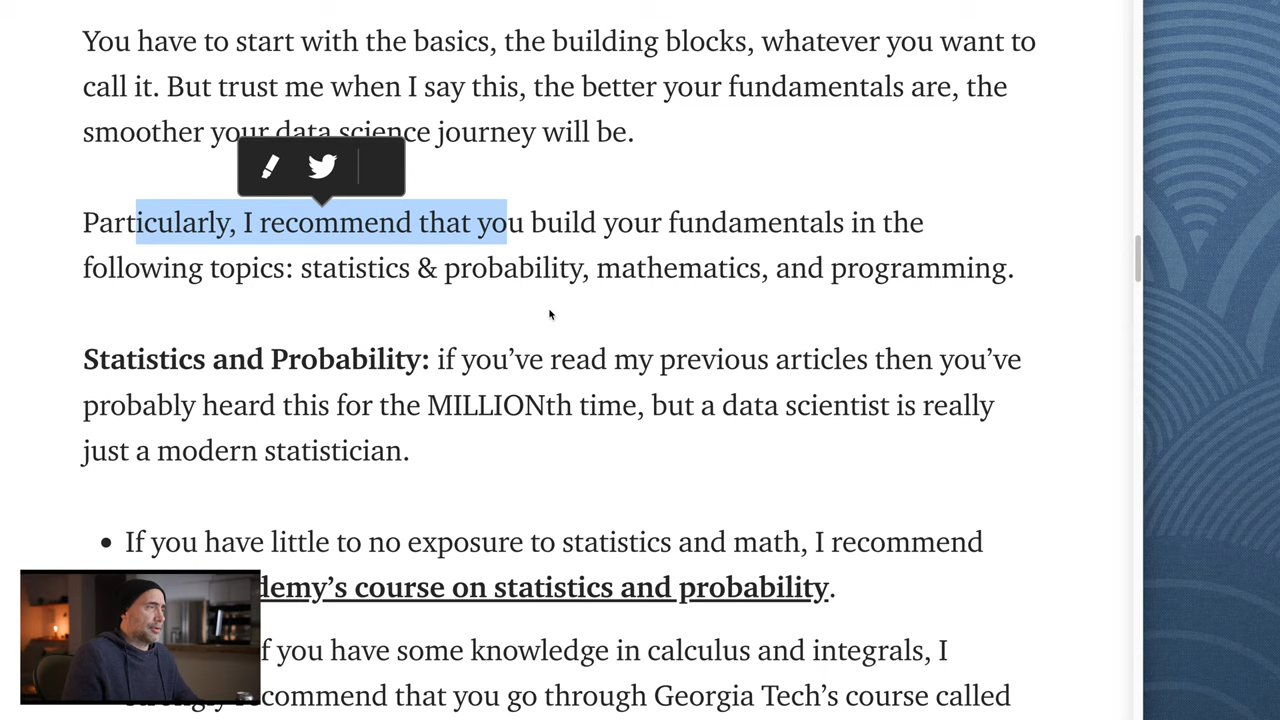 You have to start with the basics, the building blocks, whatever you want to
call it. But trust me when I say this, the better your fundamentals are, the
smoother your data science journey will be.
Particularly, I recommend that you build your fundamentals in the
following topics: statistics & probability, mathematics, and programming.
Statistics and Probability: if you’ve read my previous articles then you’ve
probably heard this for the MILLIONth time, but a data scientist is really
just a modern statistician.
• If you have little to no exposure to statistics and math, I recommend
course on statistics and probability.
you have some knowledge in calculus and integrals, I
that you go through Georgia Tech’s course called